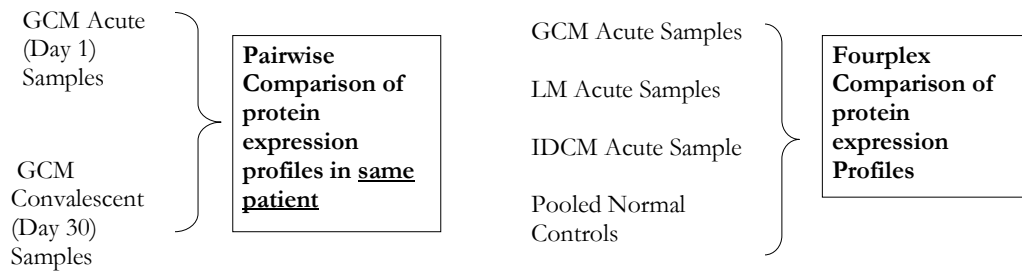 GCM Acute
(Day 1)
Samples
GCM
Convalescent
(Day 30)
Samples
Pairwise
Comparison of
protein
expression
profiles in same
patient
GCM Acute Samples
LM Acute Samples
IDCM Acute Sample
Pooled Normal
Controls
Fourplex
Comparison of
protein
expression
Profiles